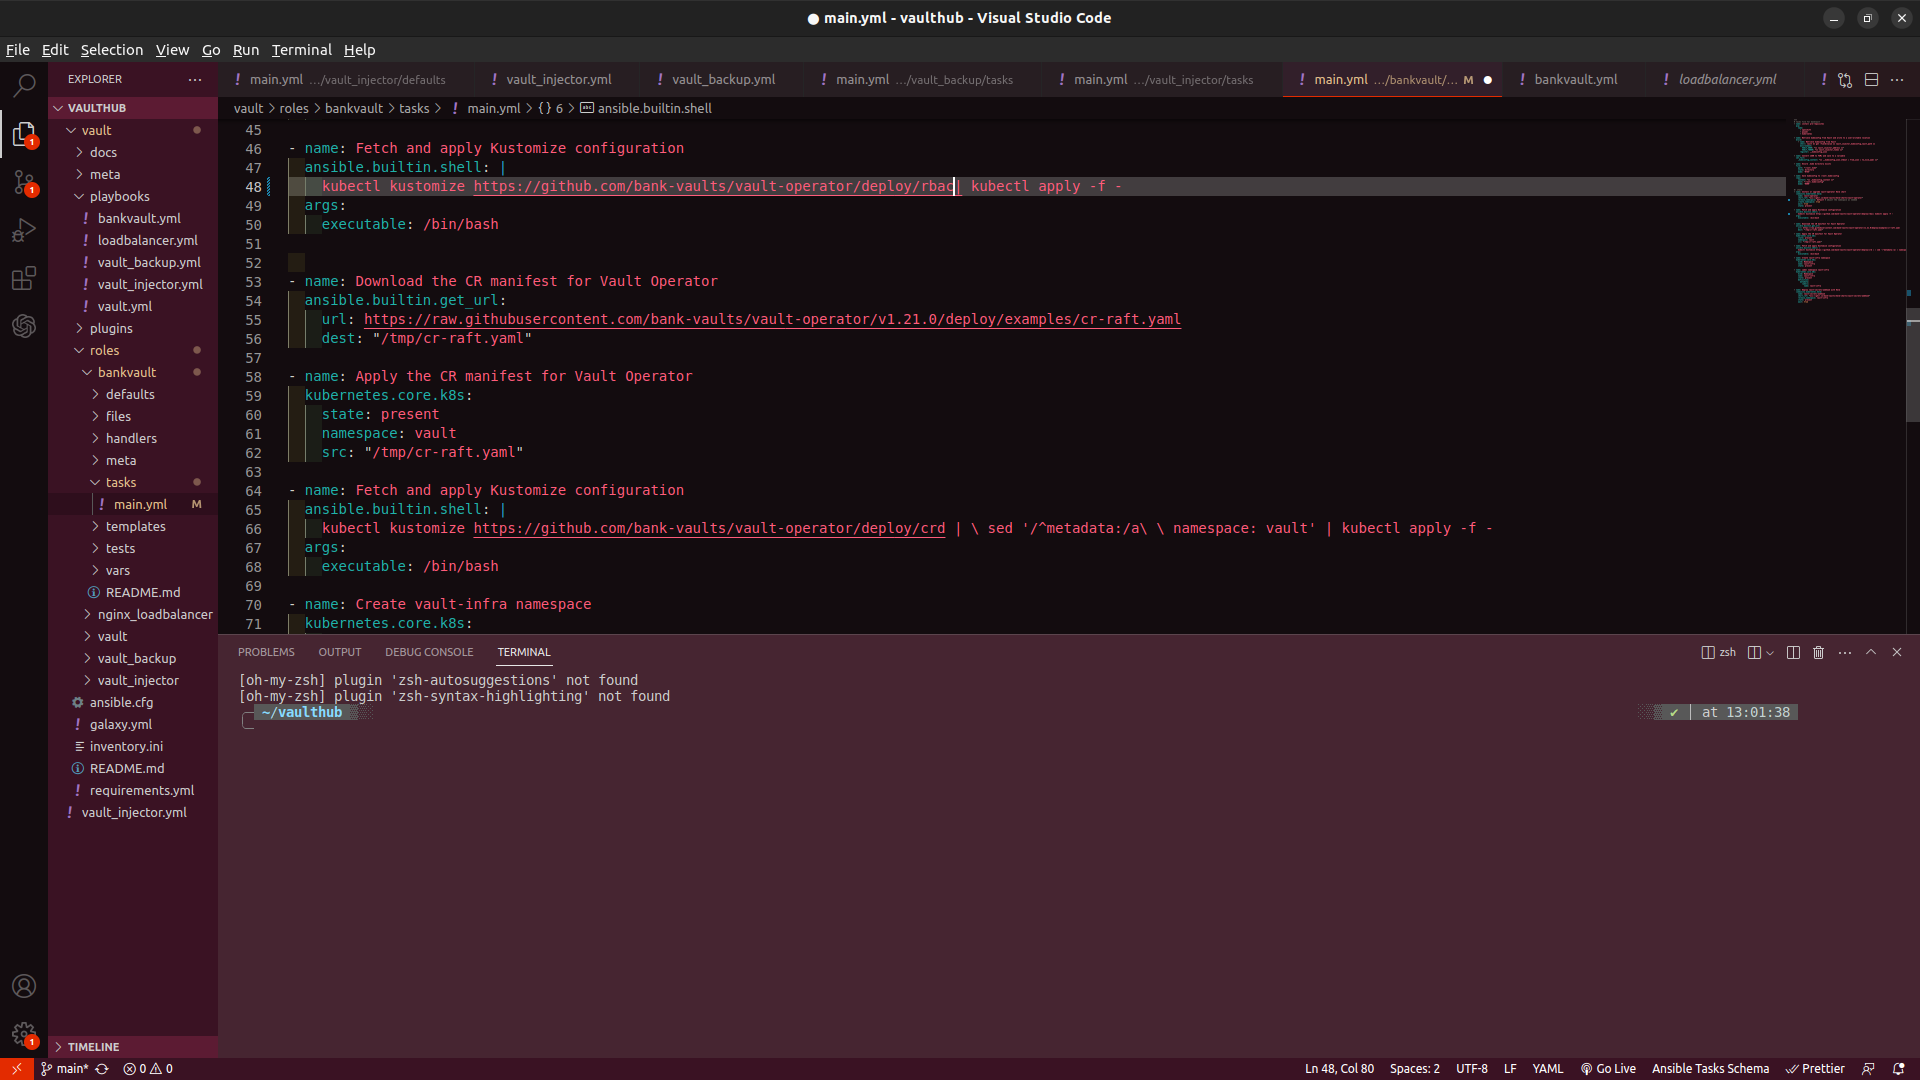 main.yml - vaulthub - Visual Studio Code
File Edit Selection View Go Run Terminal Help
EXPLORER
VAULTHUB
vault
docs
meta
playbooks
bankvault.yml
loadbalancer.yml
vault_backup.yml
vault_injector.yml
vault.yml
plugins
roles
bankvault
defaults
files
handlers
meta
tasks
main.yml M
templates
tests
vars
README.md
nginx_loadbalancer
vault
vault_backup
vault_injector
ansible.cfg
galaxy.yml
inventory.ini
README.md
requirements.yml
vault_injector.yml
TIMELINE
main.yml .../vault_injector/defaults vault_injector.yml vault_backup.yml main.yml .../vault_backup/tasks main.yml .../vault_injector/tasks main.yml .../bankvault/... M bankvault.yml loadbalancer.yml
vault > roles > bankvault > tasks > main.yml > {} 6 > ansible.builtin.shell
45
46 - name: Fetch and apply Kustomize configuration
47 ansible.builtin.shell: |
48 kubectl kustomize https://github.com/bank-vaults/vault-operator/deploy/rbac| kubectl apply -f -
49 args:
50 executable: /bin/bash
51
52
53 - name: Download the CR manifest for Vault Operator
54 ansible.builtin.get_url:
55 url: https://raw.githubusercontent.com/bank-vaults/vault-operator/v1.21.0/deploy/examples/cr-raft.yaml
56 dest: "/tmp/cr-raft.yaml"
57
58 - name: Apply the CR manifest for Vault Operator
59 kubernetes.core.k8s:
60 state: present
61 namespace: vault
62 src: "/tmp/cr-raft.yaml"
63
64 - name: Fetch and apply Kustomize configuration
65 ansible.builtin.shell: |
66 kubectl kustomize https://github.com/bank-vaults/vault-operator/deploy/crd | \ sed '/^metadata:/a\ \ namespace: vault' | kubectl apply -f -
67 args:
68 executable: /bin/bash
69
70 - name: Create vault-infra namespace
71 kubernetes.core.k8s:
PROBLEMS OUTPUT DEBUG CONSOLE TERMINAL
zsh
[oh-my-zsh] plugin 'zsh-autosuggestions' not found
[oh-my-zsh] plugin 'zsh-syntax-highlighting' not found
~/vaulthub ✔ at 13:01:38
1
1
1
main* 0 0 Ln 48, Col 80 Spaces: 2 UTF-8 LF YAML Go Live Ansible Tasks Schema Prettier